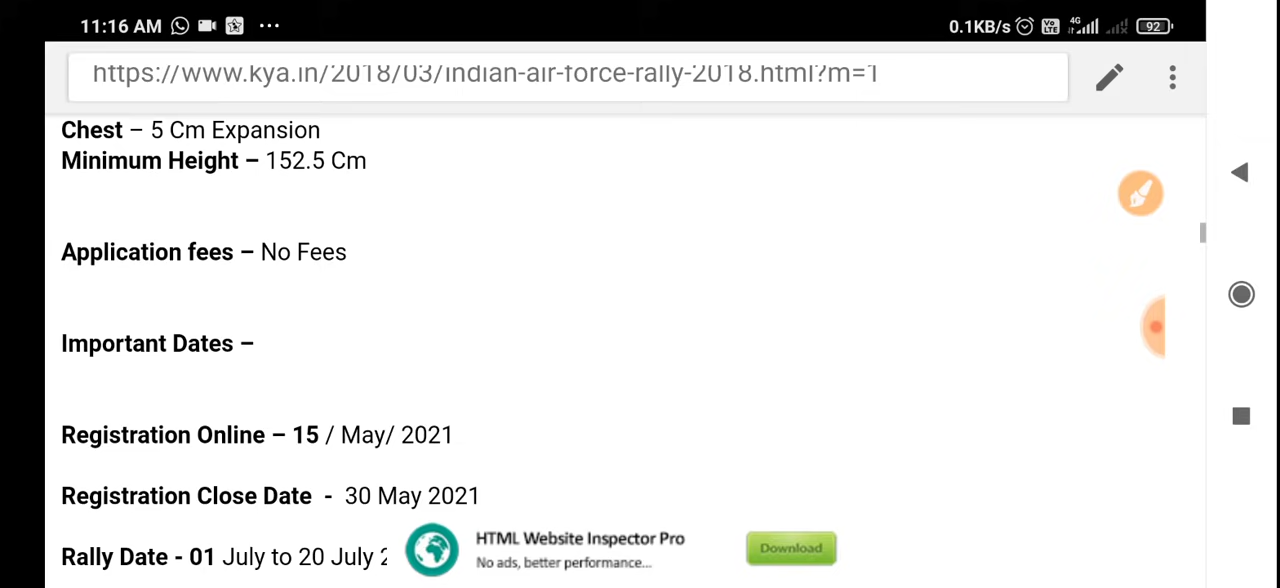 11:16 AM ... 0.1KB/s Vo LTE 4G 92
https://www.kya.in/2018/03/indian-air-force-rally-2018.html?m=1
Chest – 5 Cm Expansion
Minimum Height – 152.5 Cm
Application fees – No Fees
Important Dates –
Registration Online – 15 / May/ 2021
Registration Close Date - 30 May 2021
Rally Date - 01 July to 20 July
HTML Website Inspector Pro
No ads, better performance...
Download